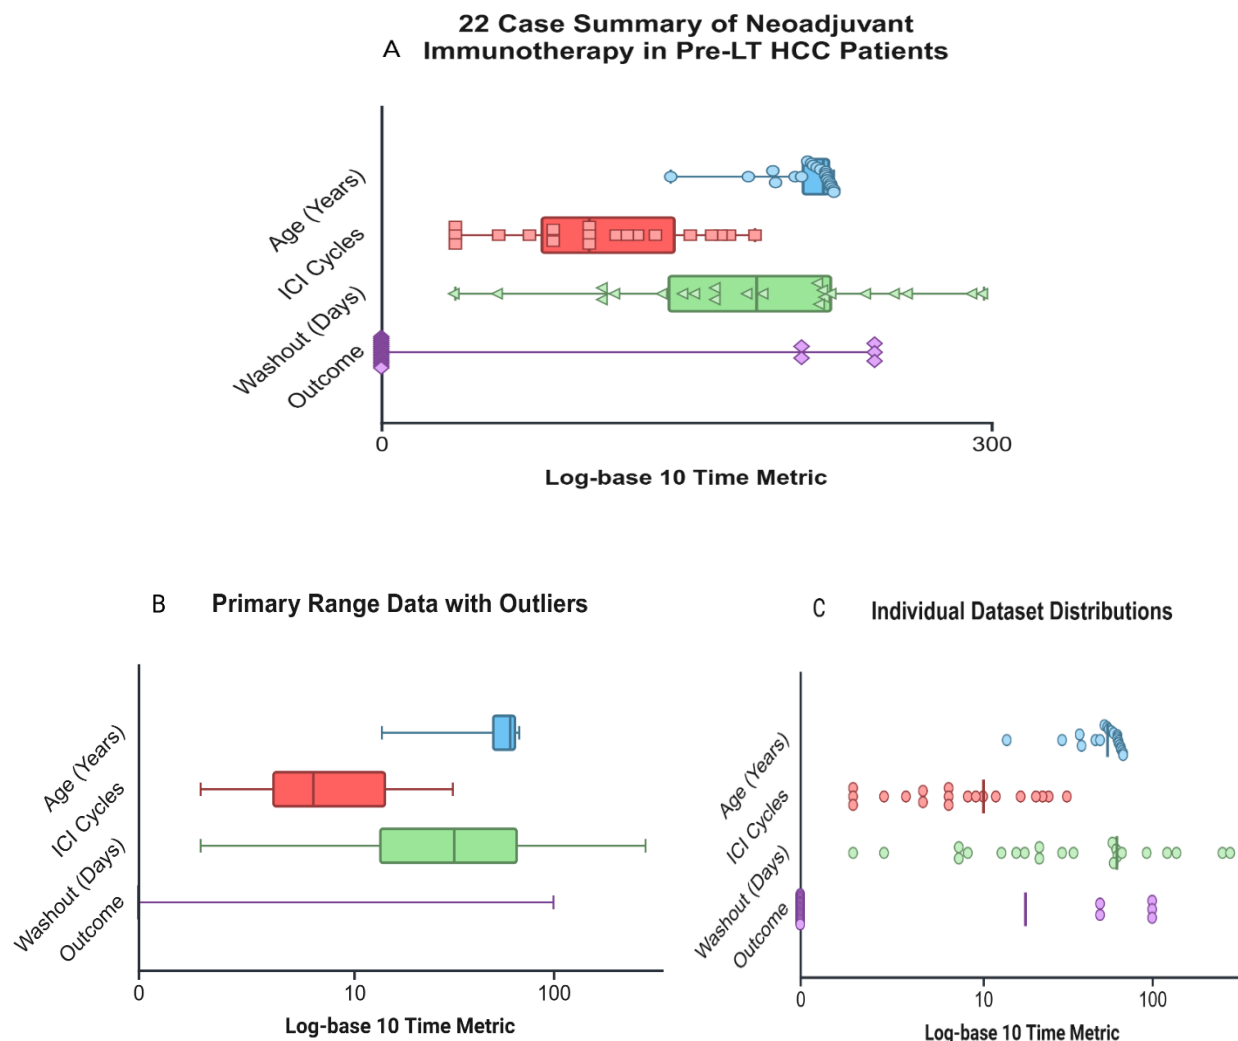 22 Case Summary of Neoadjuvant
A Immunotherapy in Pre-LT HCC Patients
Age (Years)
ICI Cycles
Washout (Days)
Outcome
0 300
Log-base 10 Time Metric
B Primary Range Data with Outliers
Age (Years)
ICI Cycles
Washout (Days)
Outcome
0 10 100
Log-base 10 Time Metric
C Individual Dataset Distributions
Age (Years)
ICI Cycles
Washout (Days)
Outcome
0 10 100
Log-base 10 Time Metric